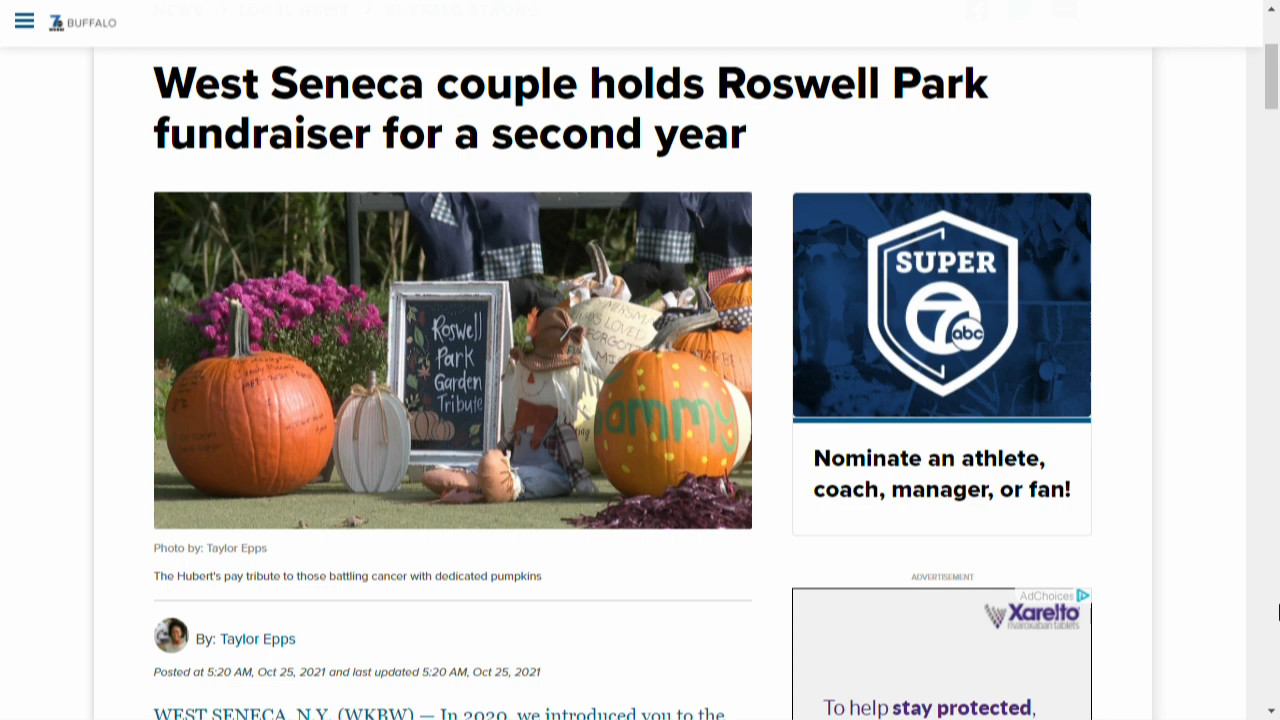 BUFFALO
West Seneca couple holds Roswell Park
fundraiser for a second year
Roswell
Park
Garden
Tribute
Tammy
SUPER
7
abc
Nominate an athlete,
coach, manager, or fan!
Photo by: Taylor Epps
The Hubert's pay tribute to those battling cancer with dedicated pumpkins
By: Taylor Epps
Posted at 5:20 AM, Oct 25, 2021 and last updated 5:20 AM, Oct 25, 2021
WEST SENECA, N.Y. (WKBW) — In 2020, we introduced you to the
ADVERTISEMENT
AdChoices
Xarelto
rivaroxaban tablets
To help stay protected,